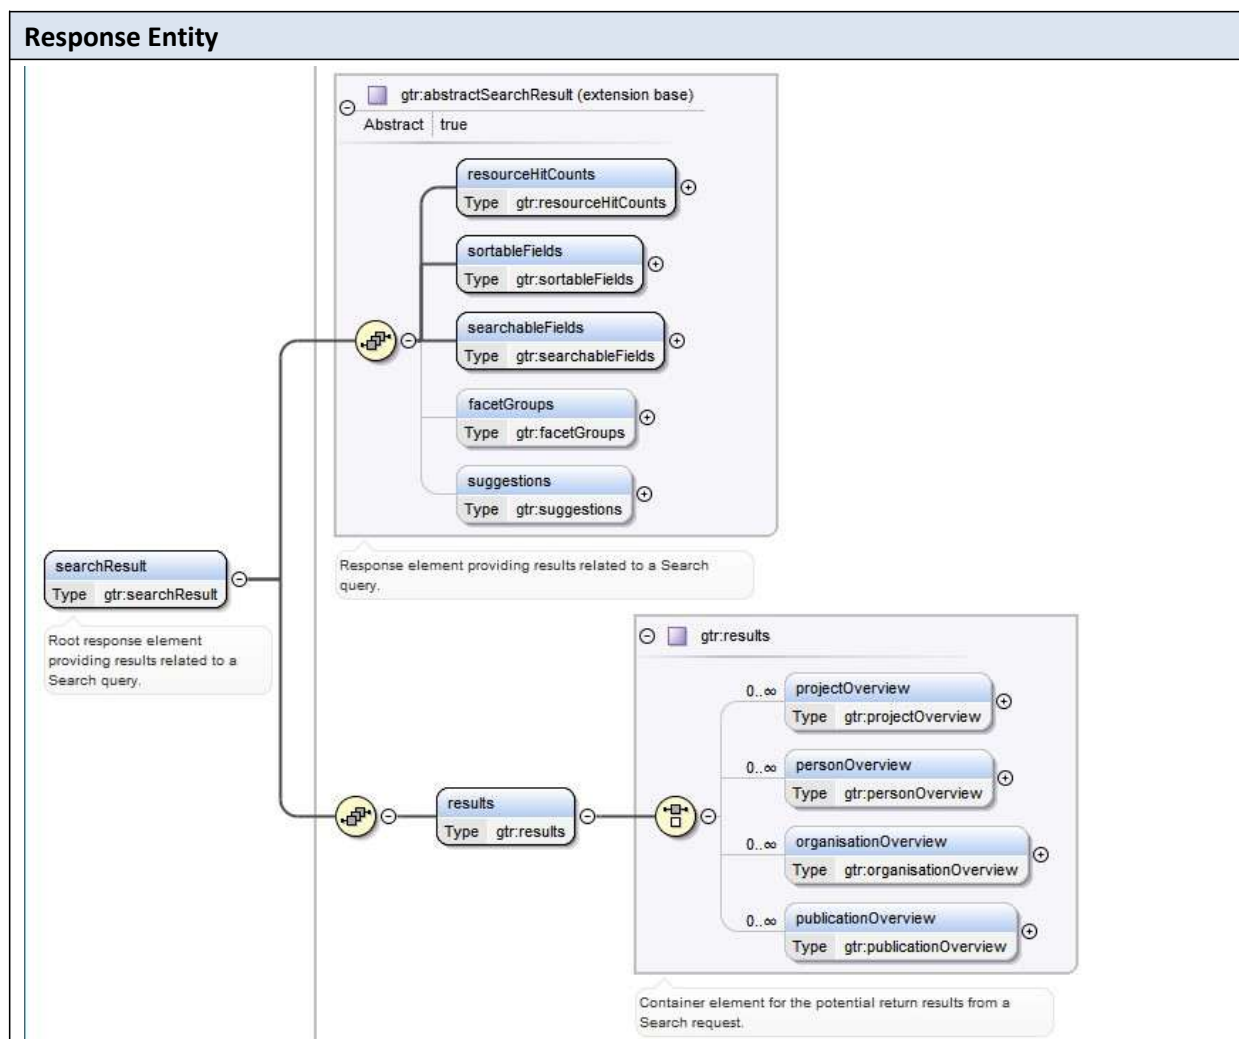 Response Entity
gtr:abstractSearchResult (extension base)
Abstract true
resourceHitCounts
Type gtr:resourceHitCounts
sortableFields
Type gtr:sortableFields
searchableFields
Type gtr:searchableFields
facetGroups
Type gtr:facetGroups
suggestions
Type gtr:suggestions
Response element providing results related to a Search
query.
searchResult
Type gtr:searchResult
Root response element
providing results related to a
Search query.
gtr:results
0..∞ projectOverview
Type gtr:projectOverview
0..∞ personOverview
Type gtr:personOverview
results
Type gtr:results
0..∞ organisationOverview
Type gtr:organisationOverview
0..∞ publicationOverview
Type gtr:publicationOverview
Container element for the potential return results from a
Search request.